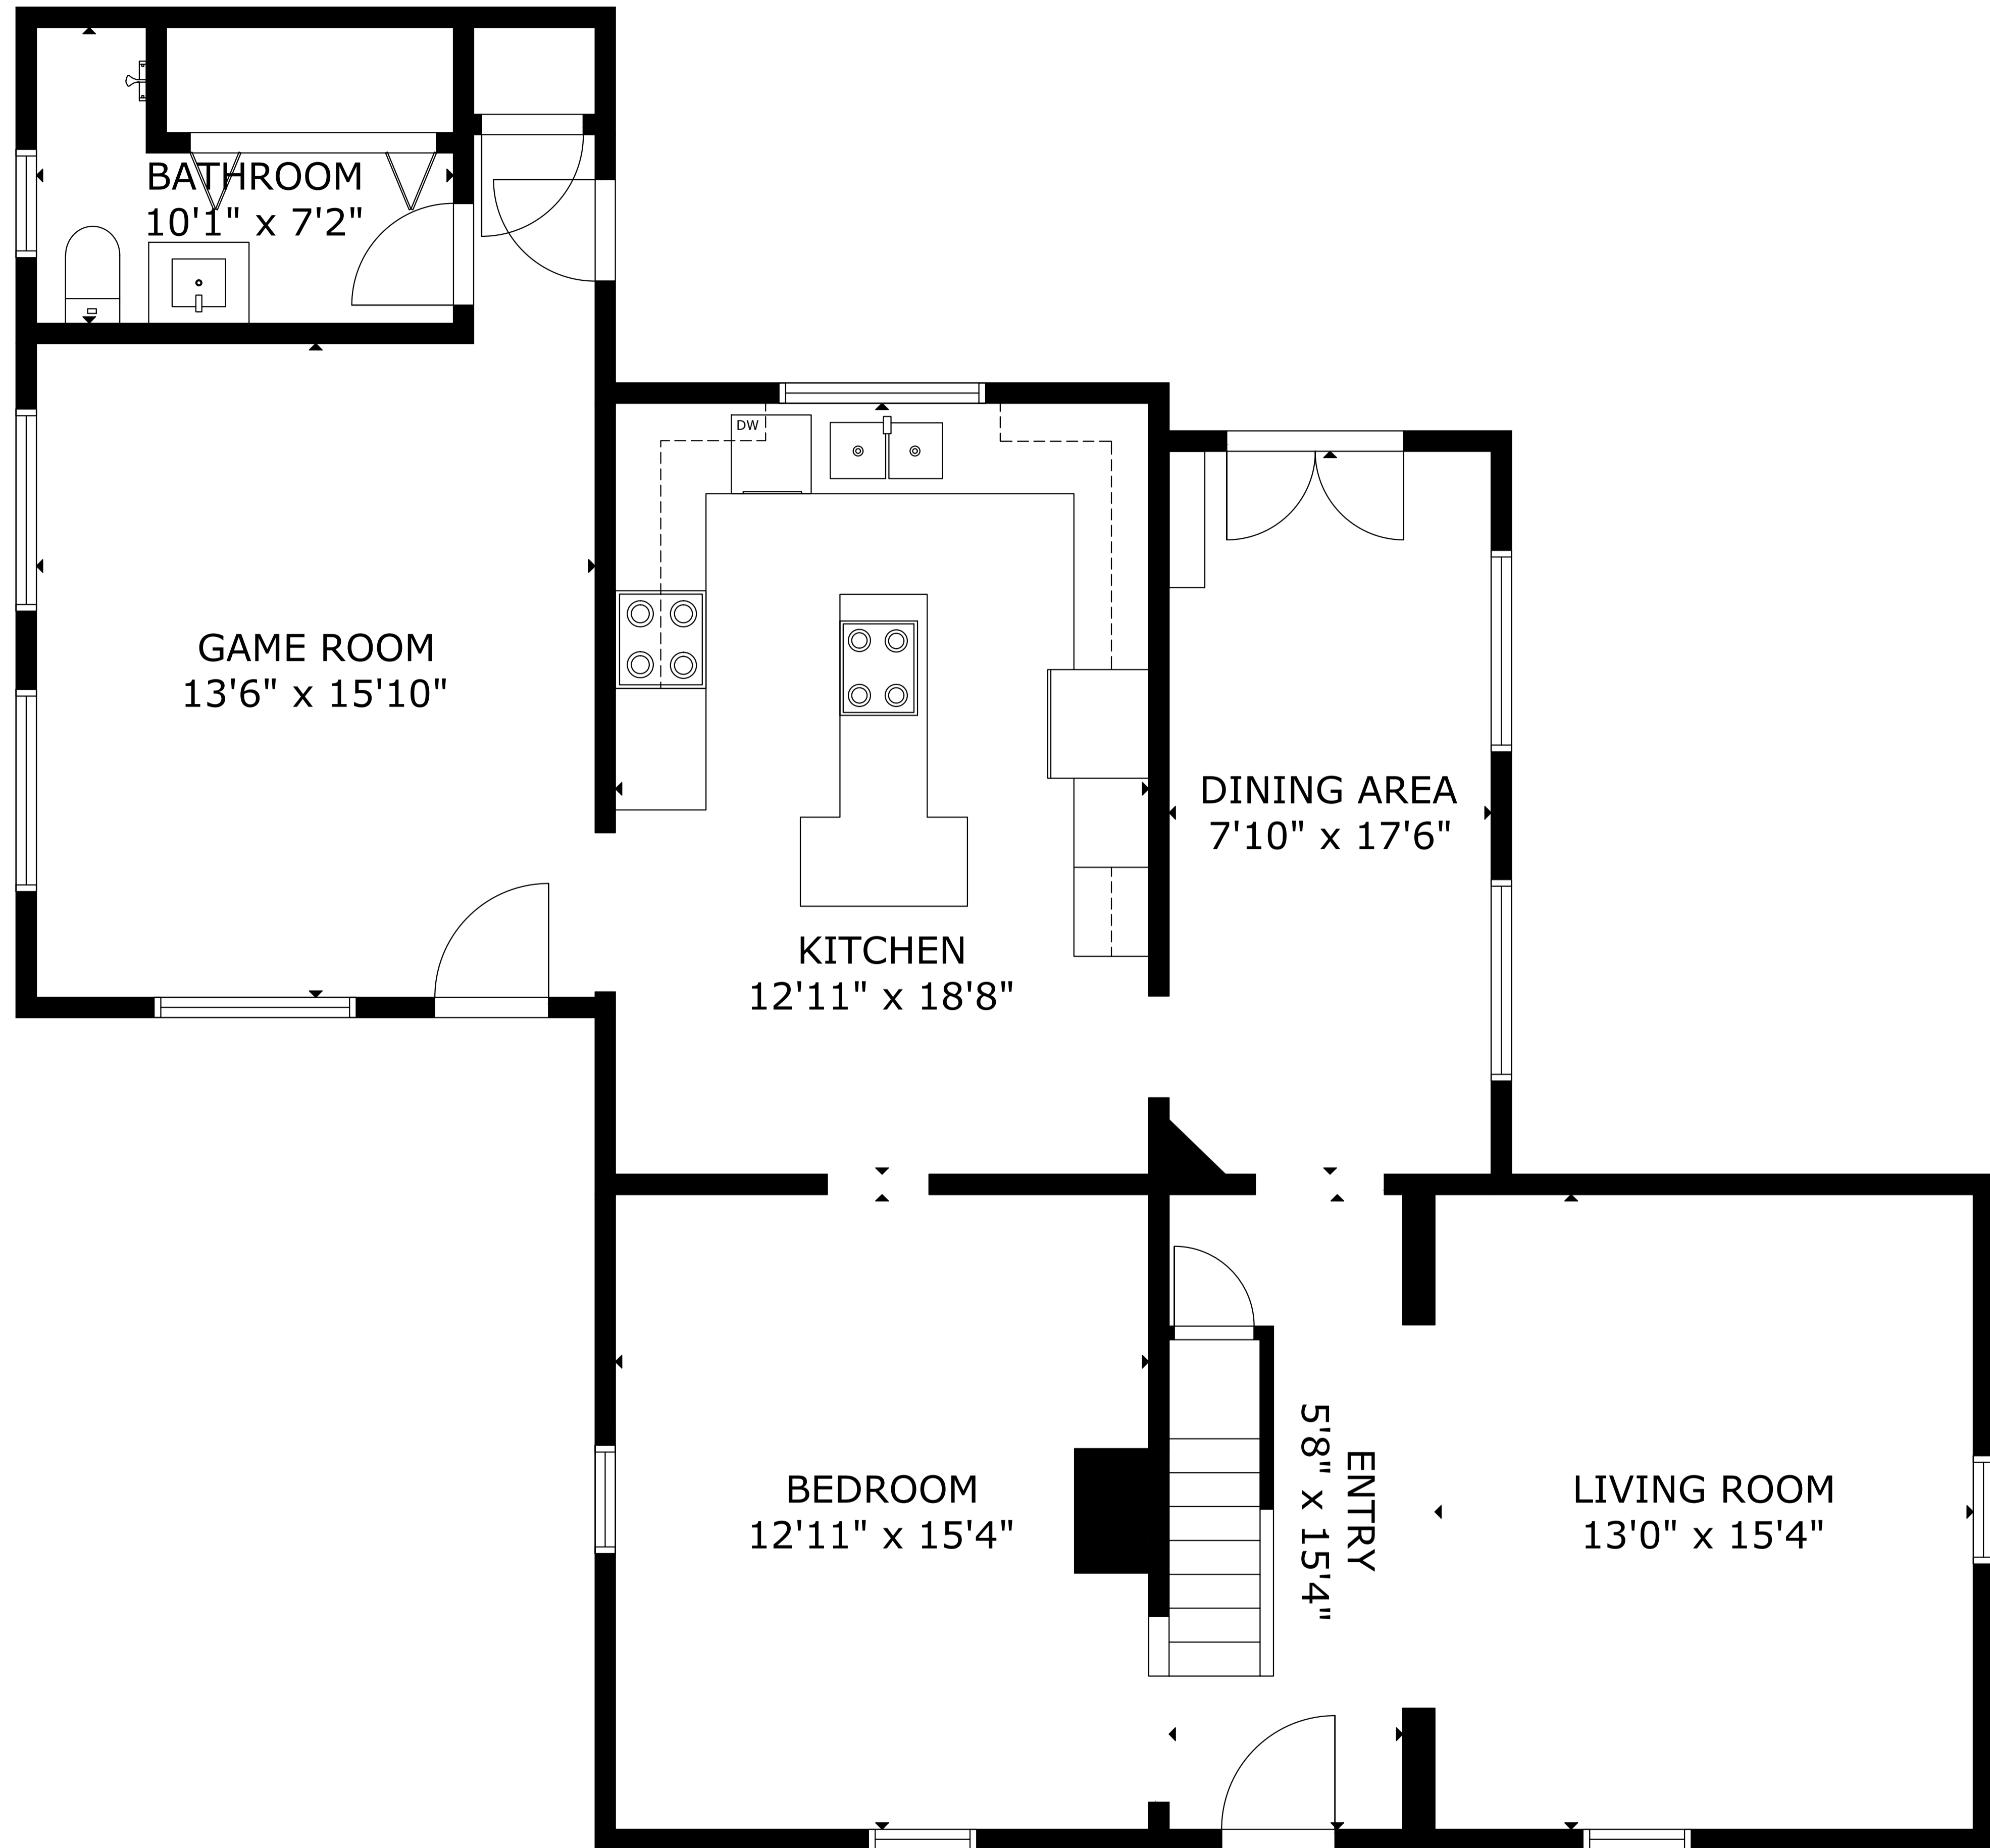 BATHROOM
10'1" x 7'2"
DW
GAME ROOM
13'6" x 15'10"
DINING AREA
7'10" x 17'6"
KITCHEN
12'11" x 18'8"
BEDROOM
12'11" x 15'4"
ENTRY
5'8" x 15'4"
LIVING ROOM
13'0" x 15'4"